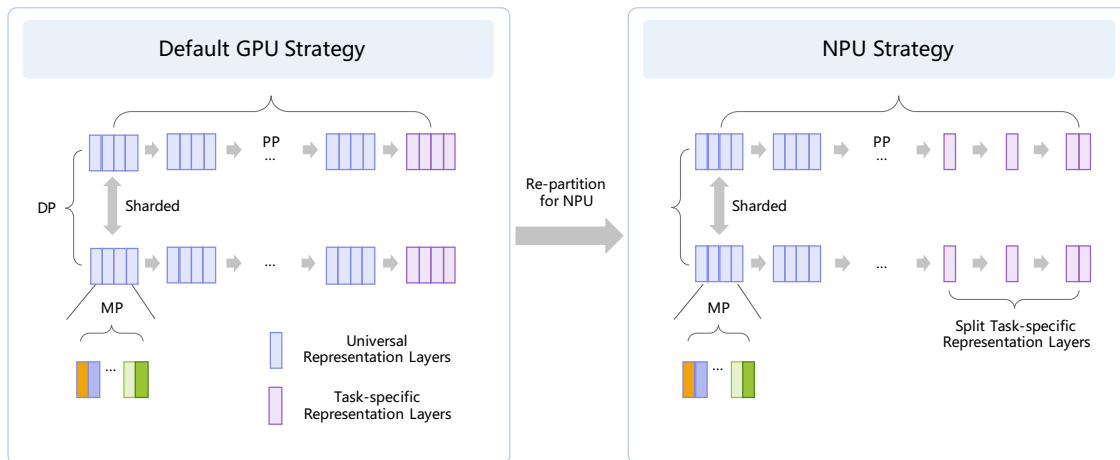 Default GPU Strategy
PP
...
DP
Sharded
...
MP
...
Universal
Representation Layers
Task-specific
Representation Layers
Re-partition
for NPU
NPU Strategy
PP
...
Sharded
...
MP
...
Split Task-specific
Representation Layers